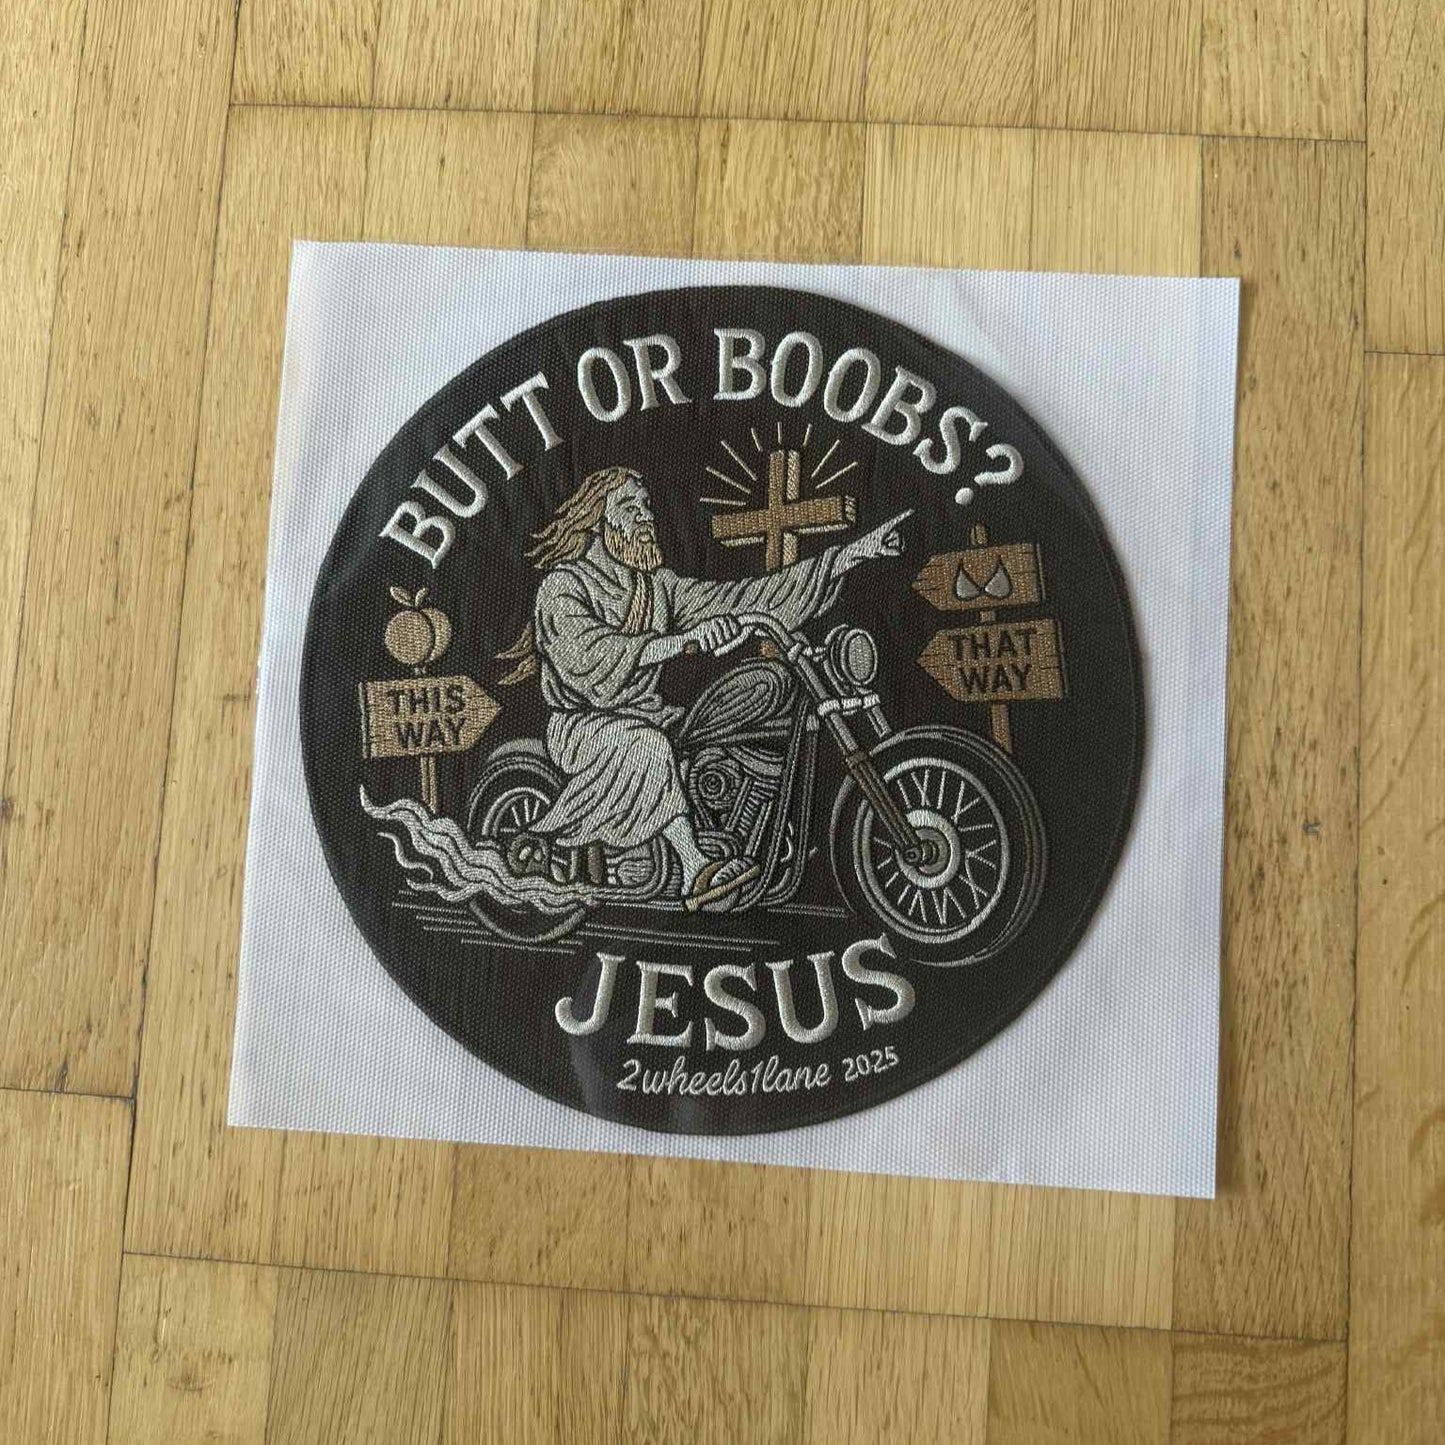 BUTT OR BOOBS?
THIS
WAY
THAT
WAY
JESUS
2wheels1lane 2025